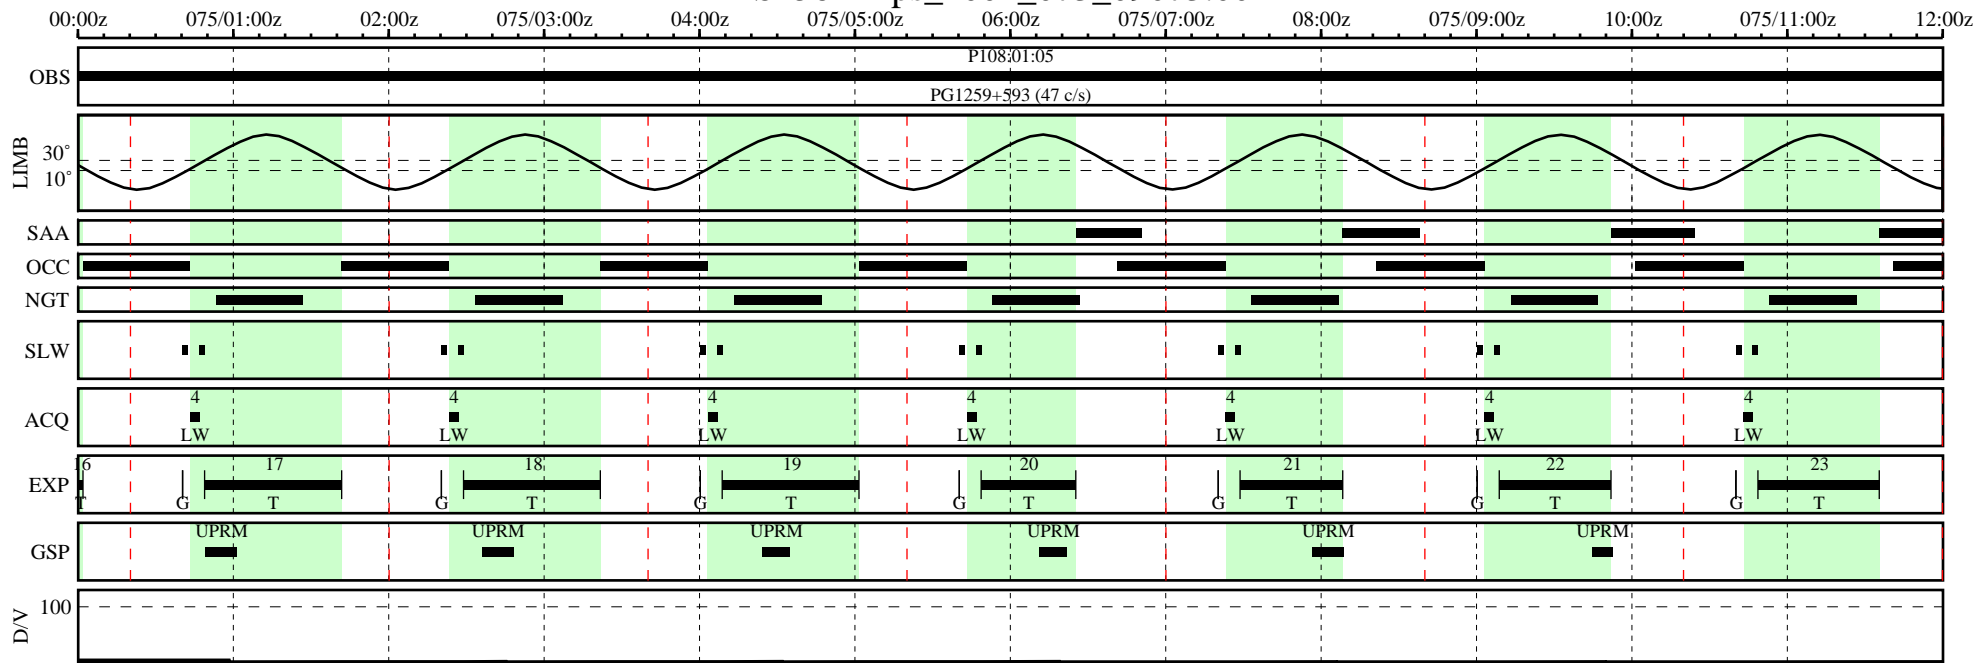 00:00z 075/01:00z 02:00z 075/03:00z 04:00z 075/05:00z 06:00z 075/07:00z 08:00z 075/09:00z 10:00z 075/11:00z 12:00z
P108:01:05
OBS
PG1259+593 (47 c/s)
LIMB
30°
10°
SAA
OCC
NGT
SLW
4 4 4 4 4 4 4
ACQ
LW LW LW LW LW LW LW
16 17 18 19 20 21 22 23
EXP
T G T G T G T G T G T G T G T
UPRM UPRM UPRM UPRM UPRM UPRM
GSP
100
D/V